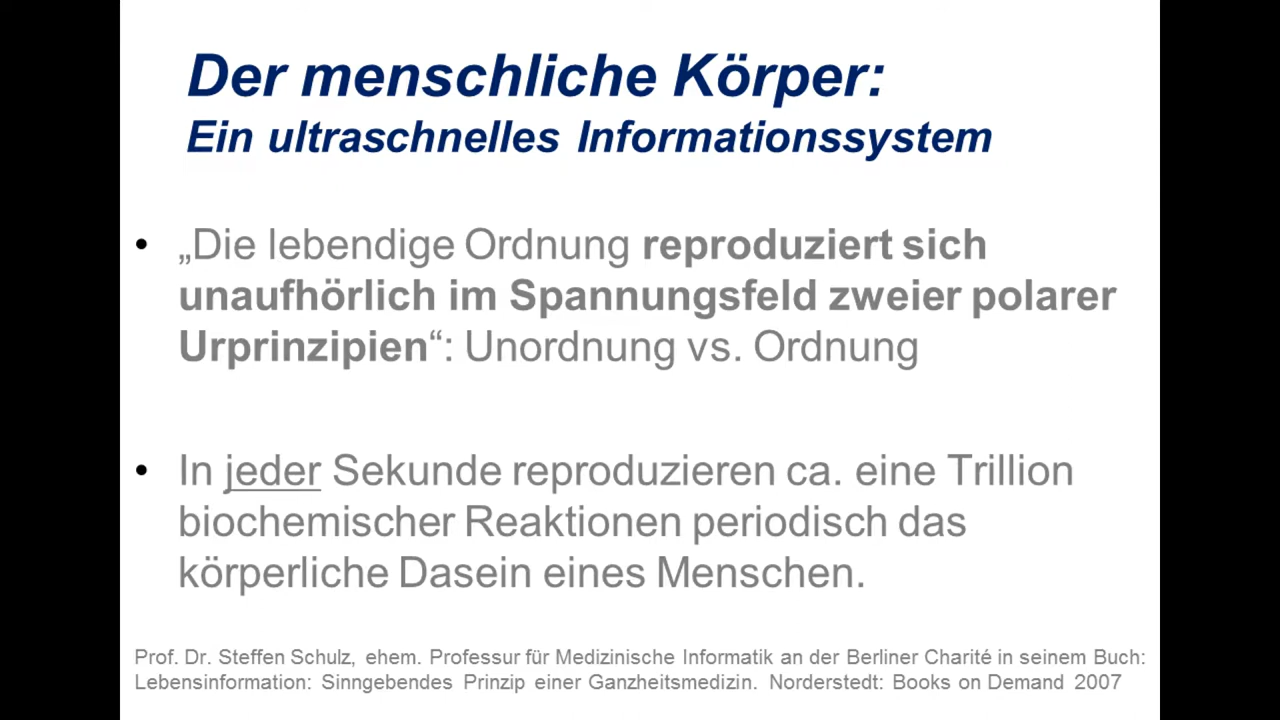 Der menschliche Körper:
Ein ultraschnelles Informationssystem
• „Die lebendige Ordnung reproduziert sich
unaufhörlich im Spannungsfeld zweier polarer
Urprinzipien“: Unordnung vs. Ordnung
• In jeder Sekunde reproduzieren ca. eine Trillion
biochemischer Reaktionen periodisch das
körperliche Dasein eines Menschen.
Prof. Dr. Steffen Schulz, ehem. Professur für Medizinische Informatik an der Berliner Charité in seinem Buch:
Lebensinformation: Sinngebendes Prinzip einer Ganzheitsmedizin. Norderstedt: Books on Demand 2007